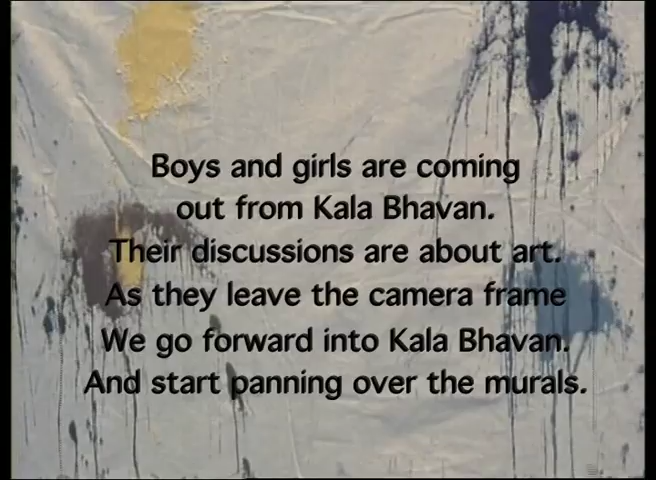 Boys and girls are coming
out from Kala Bhavan.
Their discussions are about art.
As they leave the camera frame
We go forward into Kala Bhavan.
And start panning over the murals.